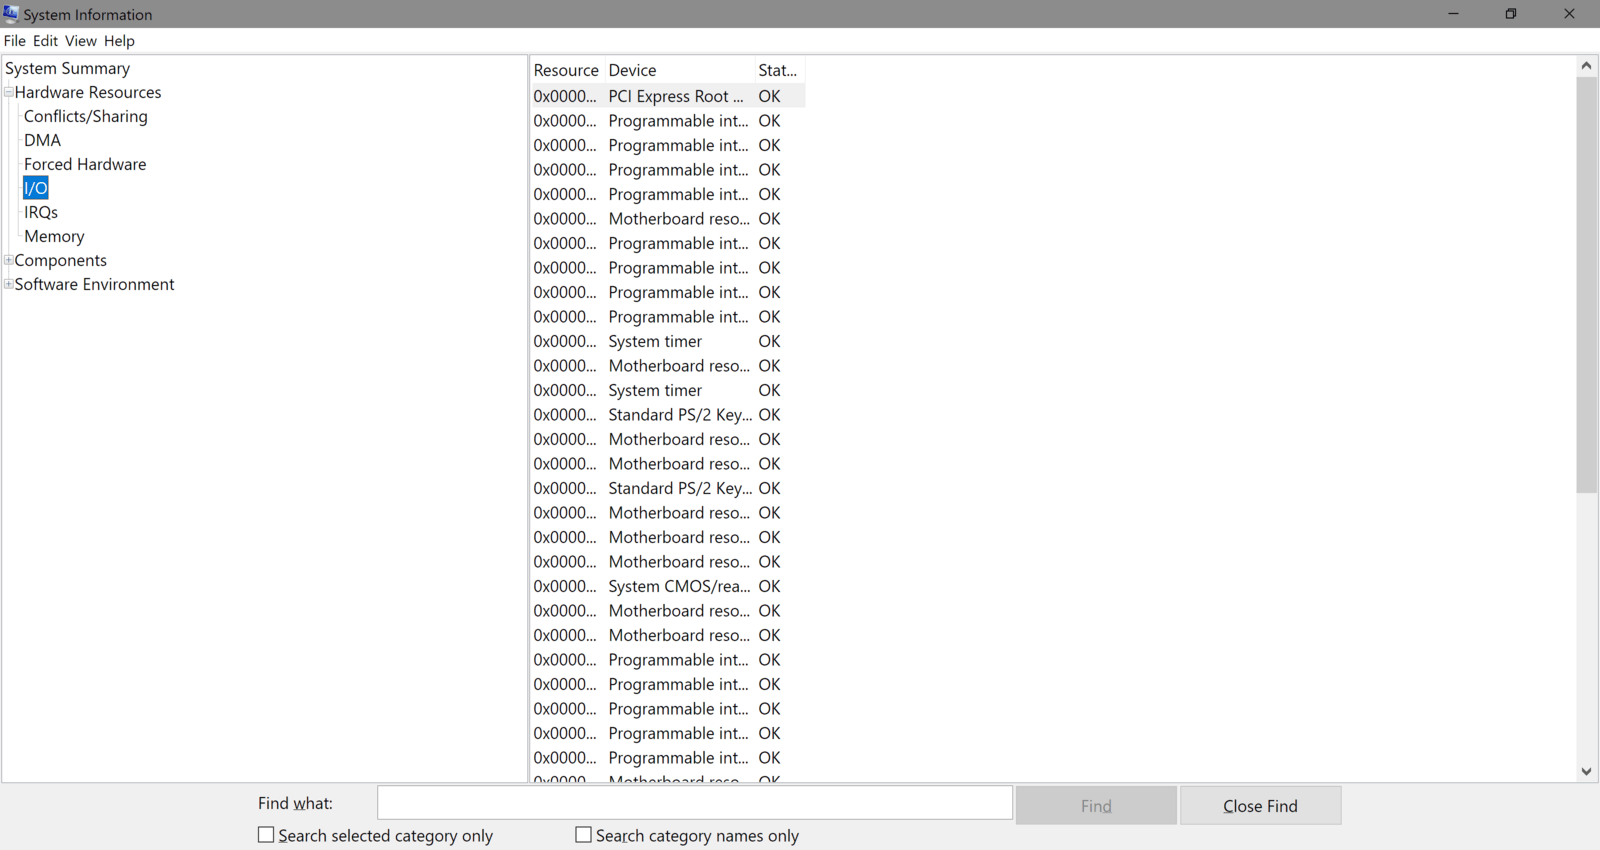 System Information
File Edit View Help
System Summary
Hardware Resources
Conflicts/Sharing
DMA
Forced Hardware
I/O
IRQs
Memory
Components
Software Environment
Resource Device Stat...
0x0000... PCI Express Root ... OK
0x0000... Programmable int... OK
0x0000... Programmable int... OK
0x0000... Programmable int... OK
0x0000... Programmable int... OK
0x0000... Motherboard reso... OK
0x0000... Programmable int... OK
0x0000... Programmable int... OK
0x0000... Programmable int... OK
0x0000... Programmable int... OK
0x0000... System timer OK
0x0000... Motherboard reso... OK
0x0000... System timer OK
0x0000... Standard PS/2 Key... OK
0x0000... Motherboard reso... OK
0x0000... Motherboard reso... OK
0x0000... Standard PS/2 Key... OK
0x0000... Motherboard reso... OK
0x0000... Motherboard reso... OK
0x0000... Motherboard reso... OK
0x0000... System CMOS/rea... OK
0x0000... Motherboard reso... OK
0x0000... Motherboard reso... OK
0x0000... Programmable int... OK
0x0000... Programmable int... OK
0x0000... Programmable int... OK
0x0000... Programmable int... OK
0x0000... Programmable int... OK
0x0000... Motherboard reso... OK
Find what:
Find
Close Find
Search selected category only
Search category names only